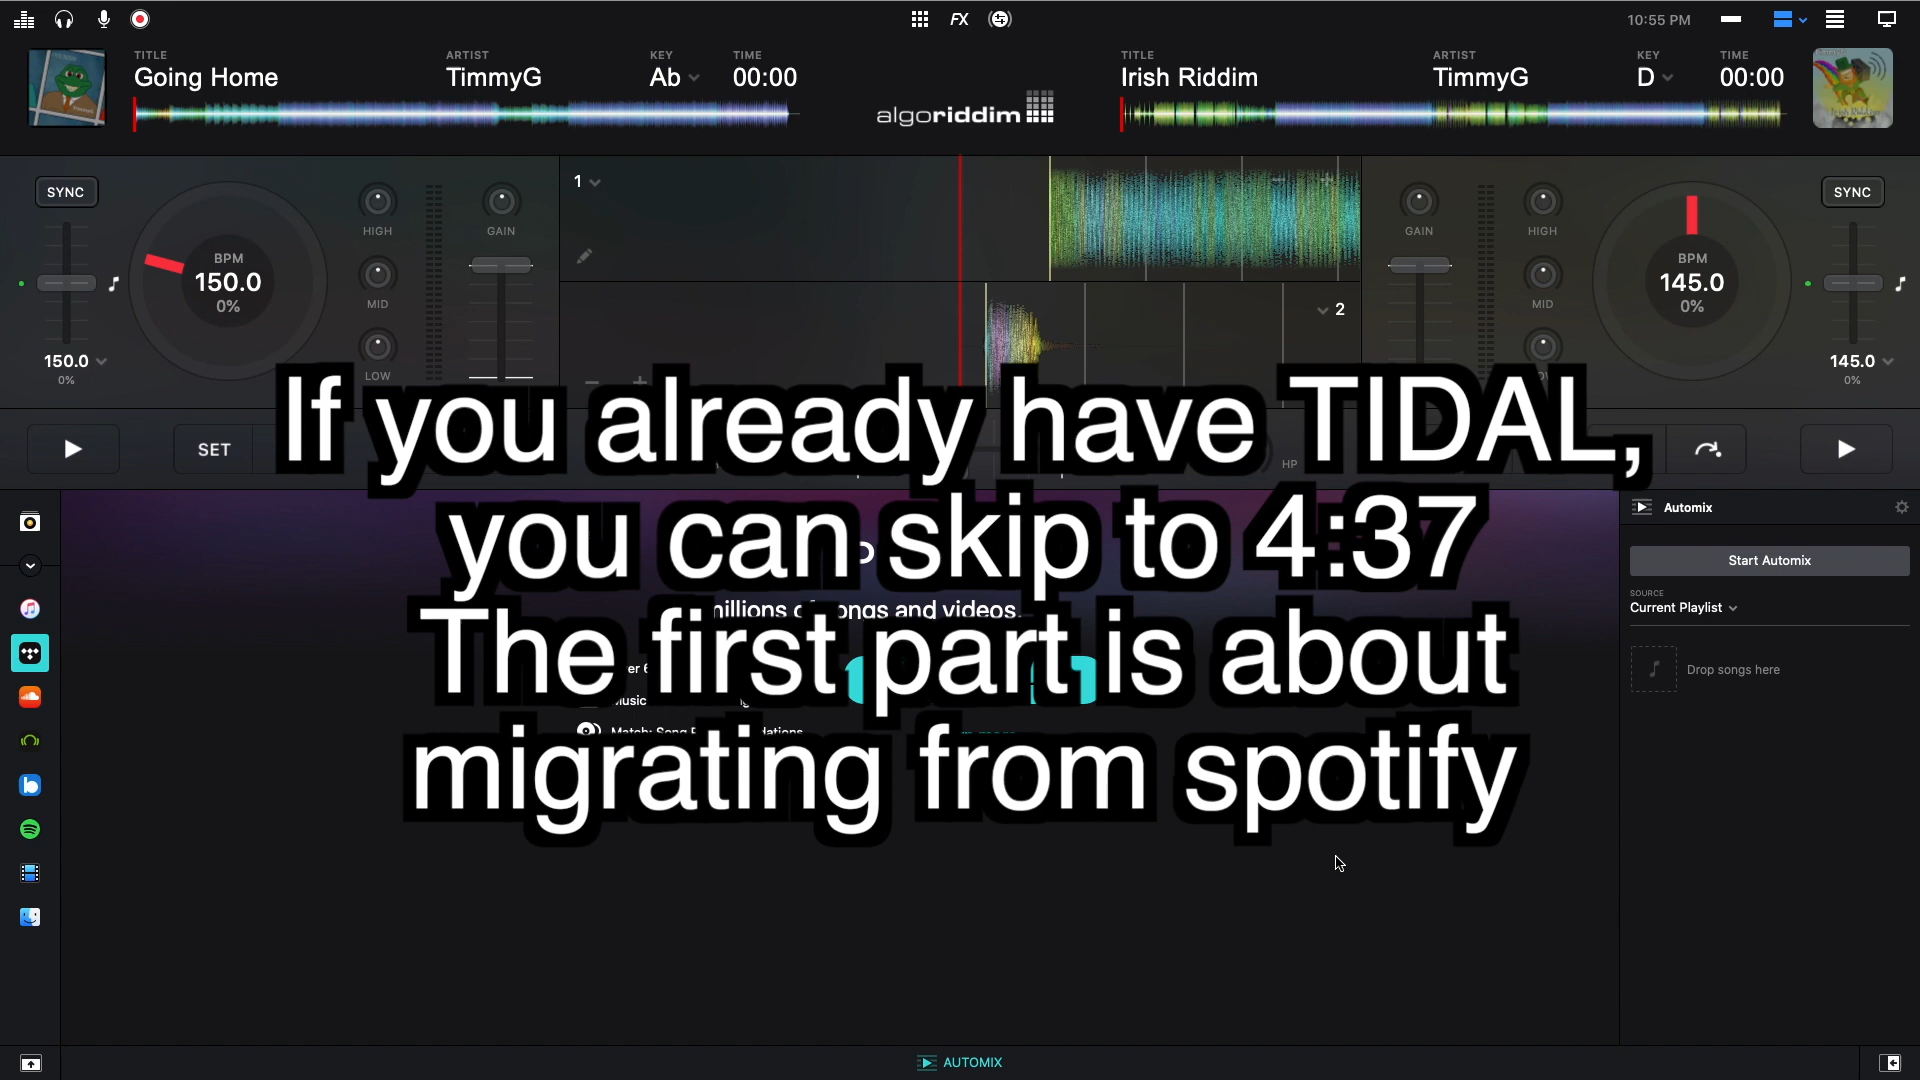 10:55 PM
FX
TITLE ARTIST KEY TIME
Going Home TimmyG Ab 00:00
TITLE ARTIST KEY TIME
Irish Riddim TimmyG D 00:00
algoriddim
SYNC
BPM
150.0
0%
HIGH
MID
LOW
GAIN
150.0
0%
1
2
GAIN
HIGH
MID
BPM
145.0
0%
SYNC
145.0
0%
SET
HP
If you already have TIDAL,
you can skip to 4:37
The first part is about
migrating from spotify
songs and videos.
Automix
Start Automix
SOURCE
Current Playlist
Drop songs here
AUTOMIX